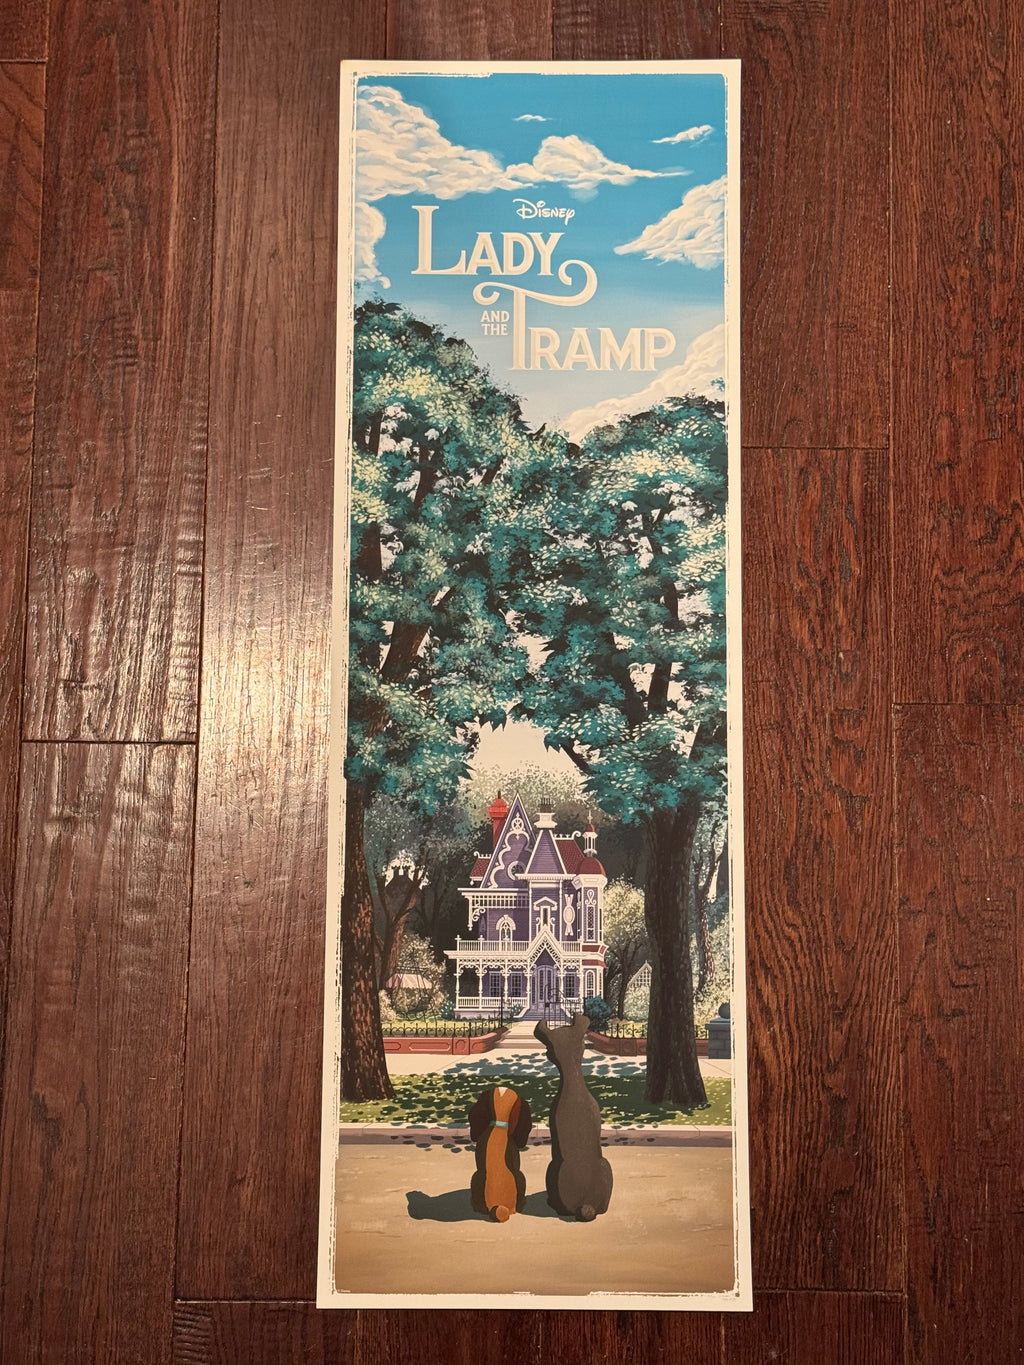 Disney
LADY
AND THE
TRAMP